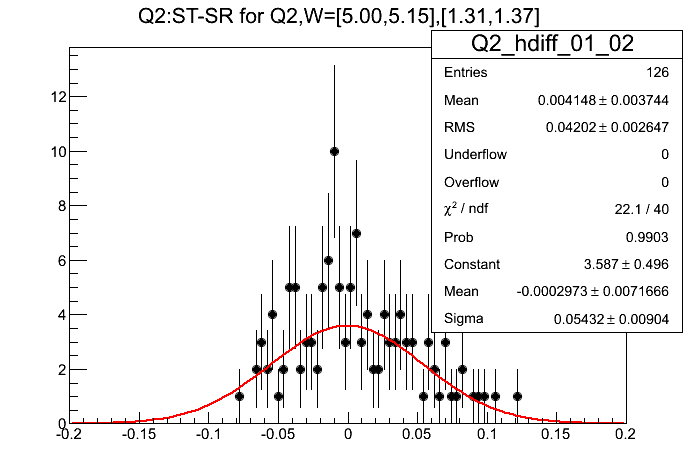 Q2:ST-SR for Q2,W=[5.00,5.15],[1.31,1.37]
Q2_hdiff_01_02
Entries 126
Mean 0.004148 ± 0.003744
RMS 0.04202 ± 0.002647
Underflow 0
Overflow 0
χ² / ndf 22.1 / 40
Prob 0.9903
Constant 3.587 ± 0.496
Mean -0.0002973 ± 0.0071666
Sigma 0.05432 ± 0.00904
12
10
8
6
4
2
0
-0.2 -0.15 -0.1 -0.05 0 0.05 0.1 0.15 0.2